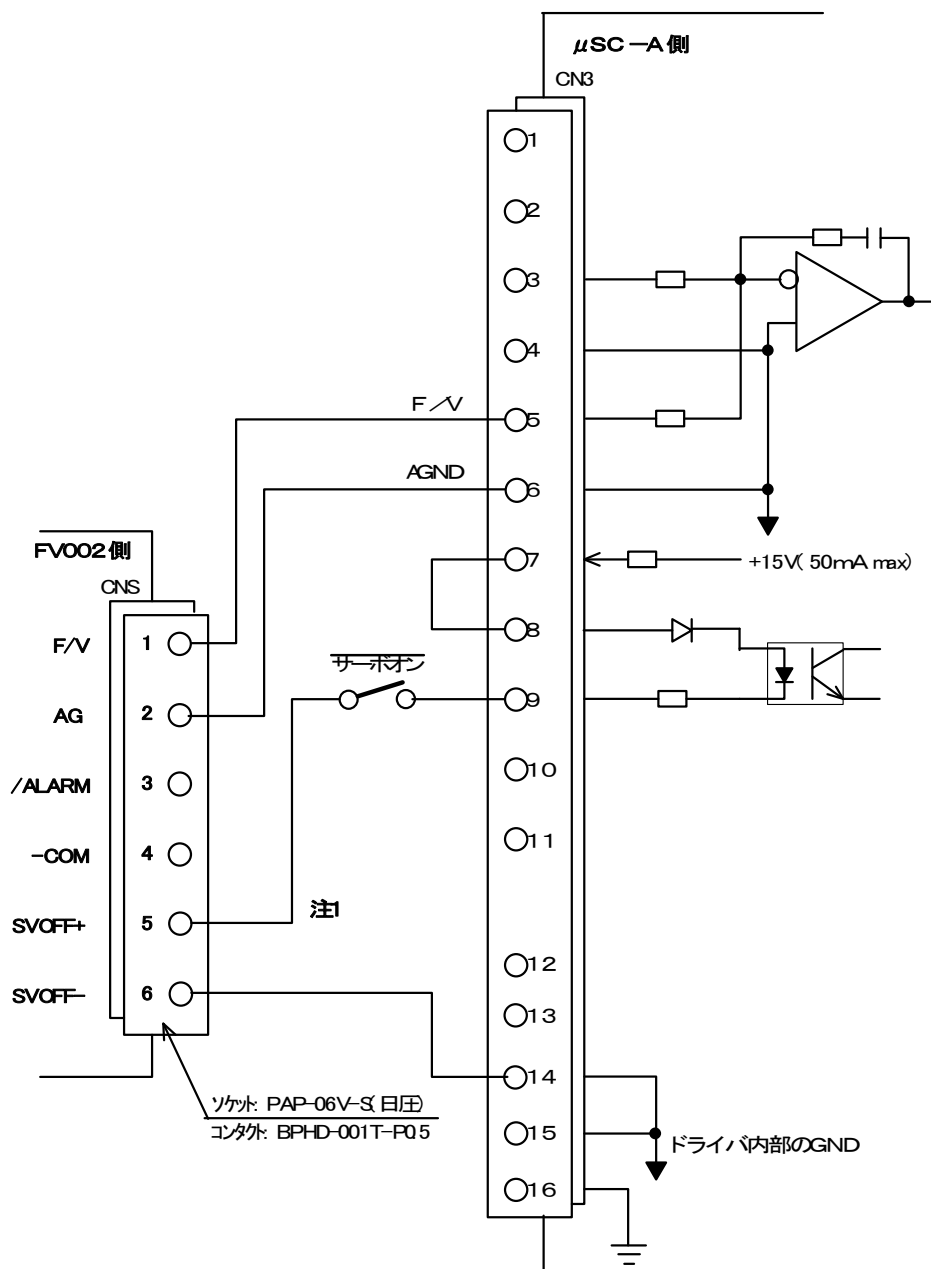 μSC－A側
CN3
1
2
3
4
F／V
5
AGND
6
FV002側
7
+15V( 50mA max)
CNS
8
F/V
1
サーボオン
9
AG
2
10
/ALARM
3
11
-COM
4
注1
SVOFF+
5
12
SVOFF-
6
13
14
ソケット: PAP-06V-S(日圧)
コンタクト: BPHD-001T-P0.5
15
ドライバ内部のGND
16